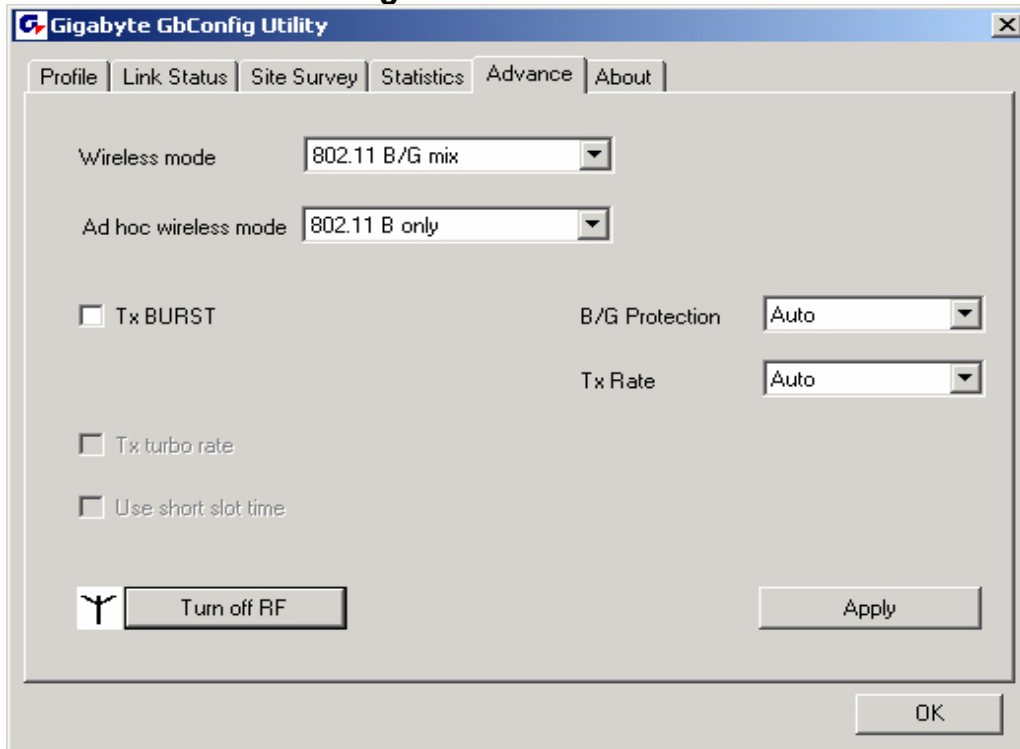 Gigabyte GbConfig Utility
Profile Link Status Site Survey Statistics Advance About
Wireless mode 802.11 B/G mix
Ad hoc wireless mode 802.11 B only
Tx BURST B/G Protection Auto
Tx Rate Auto
Tx turbo rate
Use short slot time
Turn off RF Apply
OK